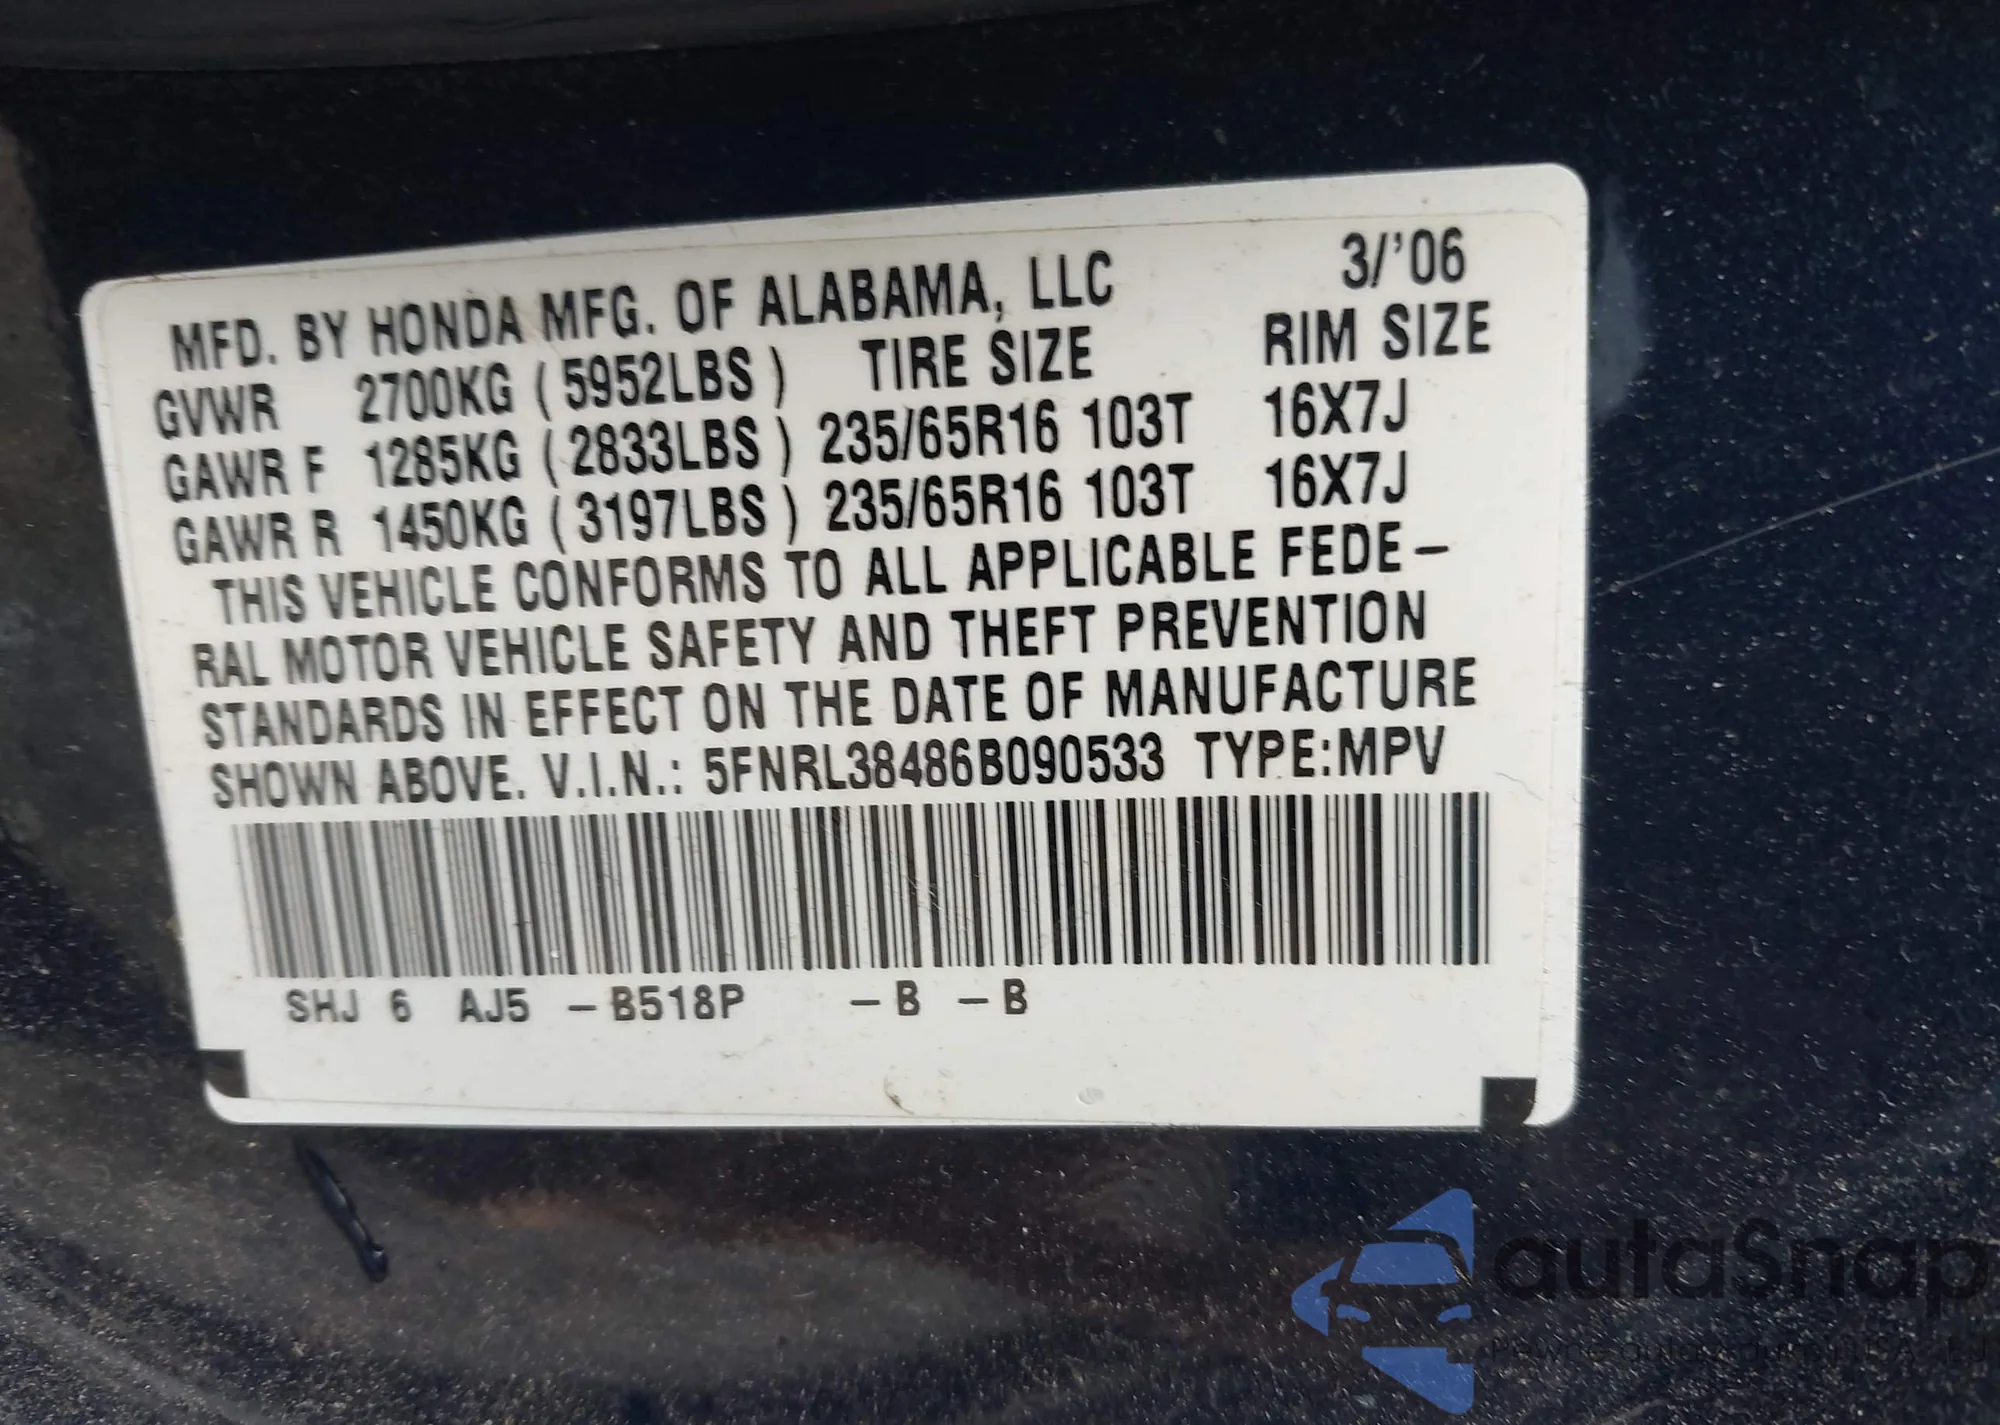 MFD. BY HONDA MFG. OF ALABAMA, LLC 3/'06
GVWR 2700KG ( 5952LBS ) TIRE SIZE RIM SIZE
GAWR F 1285KG ( 2833LBS ) 235/65R16 103T 16X7J
GAWR R 1450KG ( 3197LBS ) 235/65R16 103T 16X7J
THIS VEHICLE CONFORMS TO ALL APPLICABLE FEDE-
RAL MOTOR VEHICLE SAFETY AND THEFT PREVENTION
STANDARDS IN EFFECT ON THE DATE OF MANUFACTURE
SHOWN ABOVE. V.I.N.: 5FNRL38486B090533 TYPE:MPV
SHJ 6 AJ5 -B518P -B -B
autaSnap